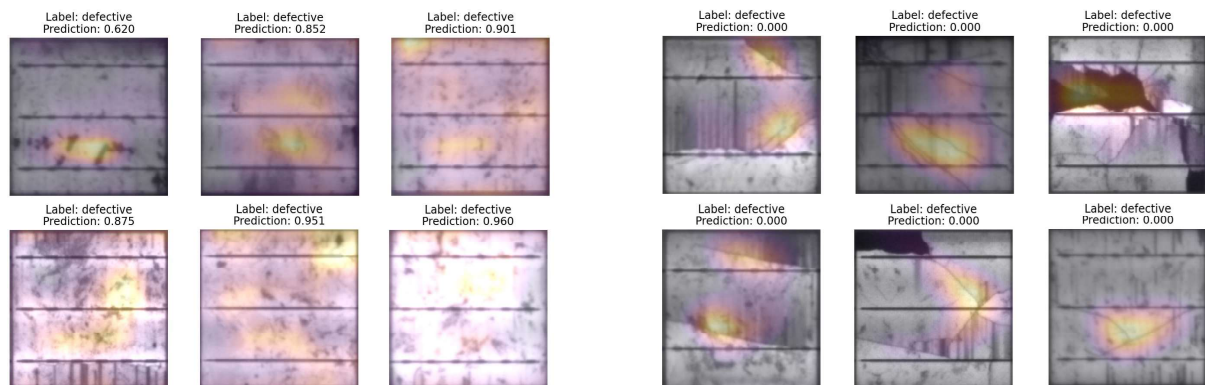 Label: defective
Prediction: 0.620
Label: defective
Prediction: 0.852
Label: defective
Prediction: 0.901
Label: defective
Prediction: 0.000
Label: defective
Prediction: 0.000
Label: defective
Prediction: 0.000
Label: defective
Prediction: 0.875
Label: defective
Prediction: 0.951
Label: defective
Prediction: 0.960
Label: defective
Prediction: 0.000
Label: defective
Prediction: 0.000
Label: defective
Prediction: 0.000